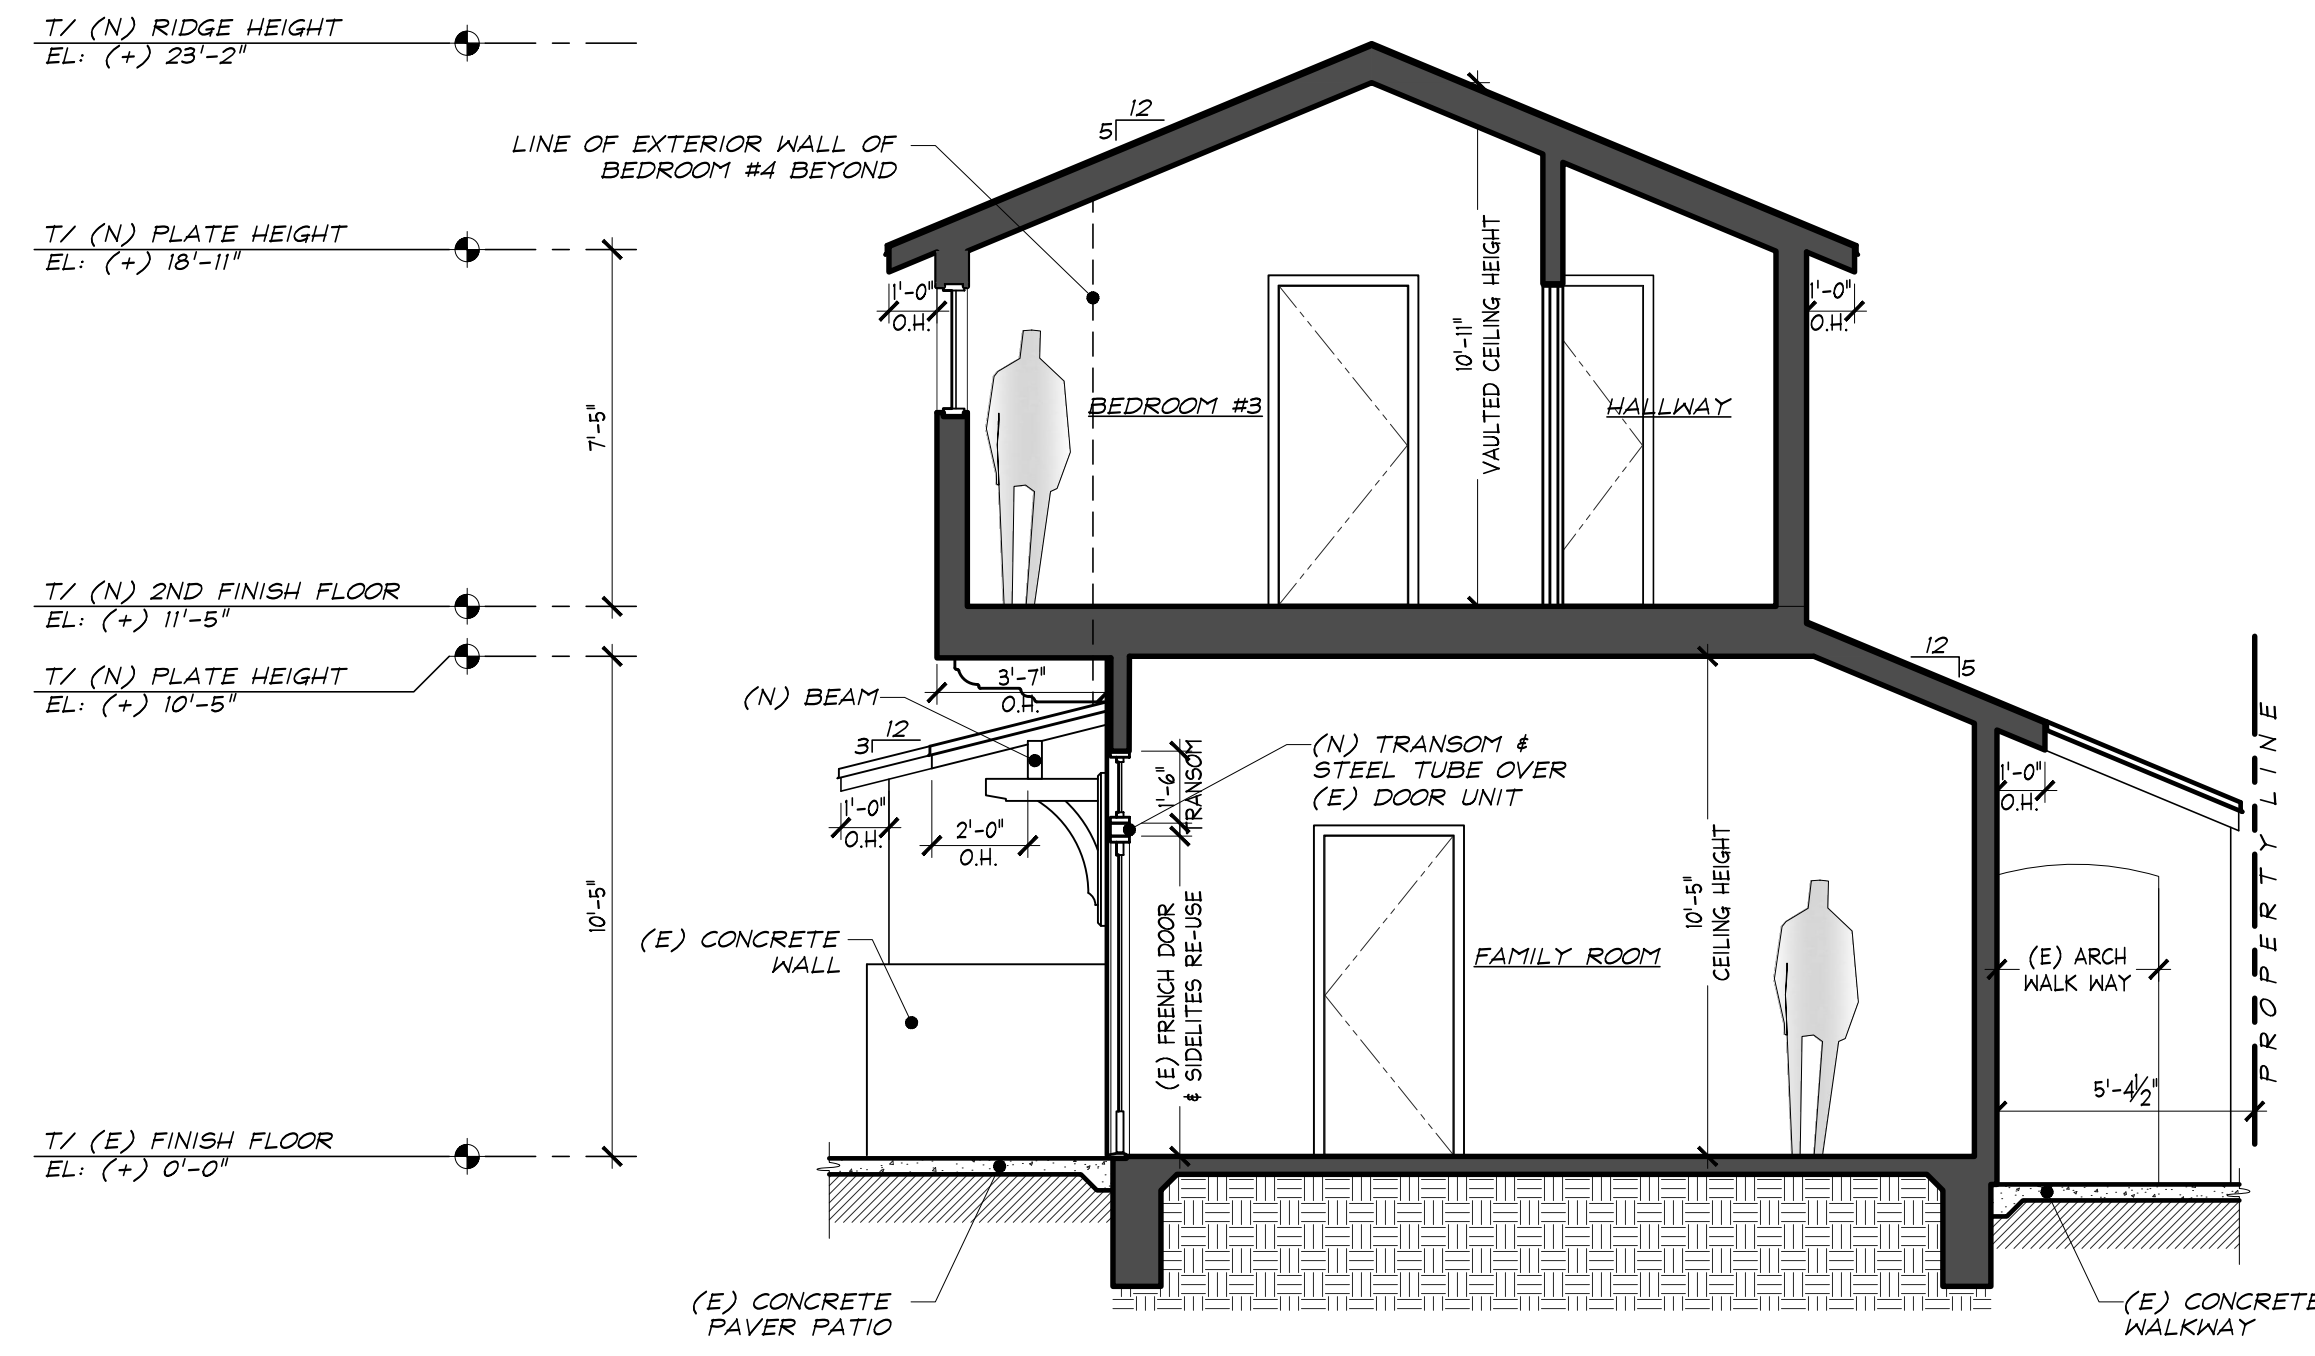 T/ (N) RIDGE HEIGHT
EL: (+) 23'-2"
12
5
LINE OF EXTERIOR WALL OF
BEDROOM #4 BEYOND
T/ (N) PLATE HEIGHT
EL: (+) 18'-11"
1'-0"
O.H.
1'-0"
O.H.
10'-11"
VAULTED CEILING HEIGHT
7'-5"
BEDROOM #3
HALLWAY
T/ (N) 2ND FINISH FLOOR
EL: (+) 11'-5"
T/ (N) PLATE HEIGHT
EL: (+) 10'-5"
12
5
3'-7"
O.H.
(N) BEAM
12
3
(N) TRANSOM &
STEEL TUBE OVER
(E) DOOR UNIT
1'-6"
TRANSOM
1'-0"
O.H.
2'-0"
O.H.
1'-0"
O.H.
PROPERTY LINE
10'-5"
10'-5"
CEILING HEIGHT
(E) FRENCH DOOR
& SIDELITES RE-USE
(E) CONCRETE
WALL
FAMILY ROOM
(E) ARCH
WALK WAY
5'-4½"
T/ (E) FINISH FLOOR
EL: (+) 0'-0"
(E) CONCRETE
PAVER PATIO
(E) CONCRETE
WALKWAY